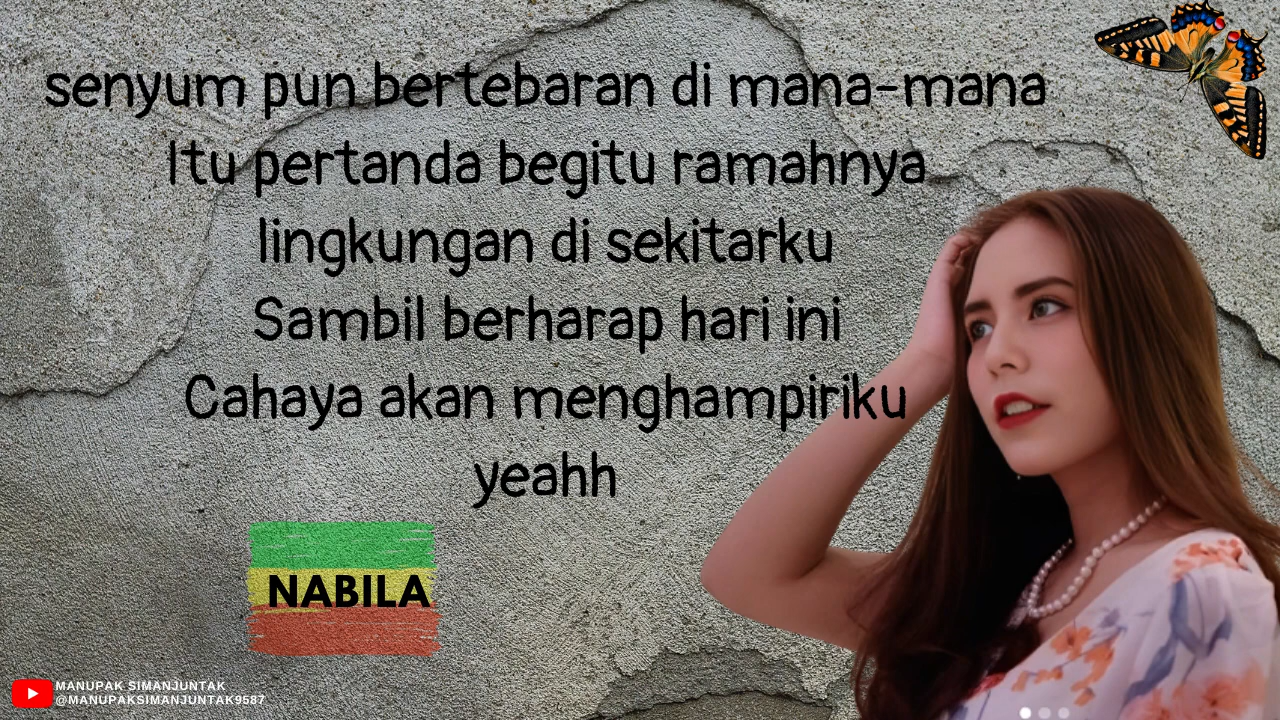 senyum pun bertebaran di mana-mana
Itu pertanda begitu ramahnya
lingkungan di sekitarku
Sambil berharap hari ini
Cahaya akan menghampiriku
yeahh
NABILA
MANUPAK SIMANJUNTAK
@MANUPAKSIMANJUNTAK9587